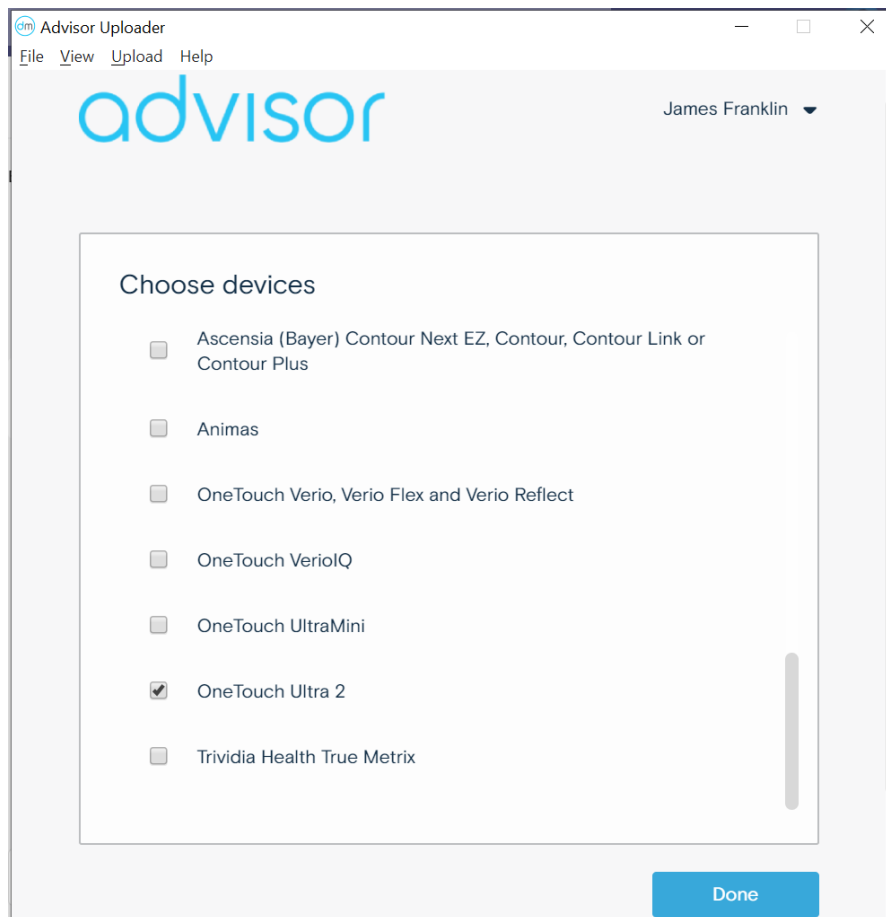 dm Advisor Uploader
File View Upload Help
advisor
James Franklin
Choose devices
Ascensia (Bayer) Contour Next EZ, Contour, Contour Link or
Contour Plus
Animas
OneTouch Verio, Verio Flex and Verio Reflect
OneTouch VerioIQ
OneTouch UltraMini
OneTouch Ultra 2
Trividia Health True Metrix
Done